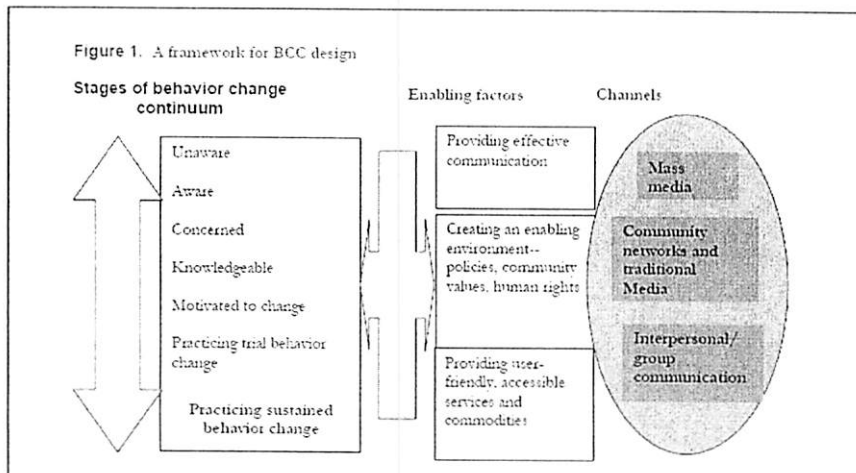 Figure 1. A framework for BCC design
Stages of behavior change
continuum
Enabling factors
Channels
Unaware
Aware
Concerned
Knowledgeable
Motivated to change
Practicing trial behavior
change
Practicing sustained
behavior change
Providing effective
communication
Creating an enabling
environment--
policies, community
values, human rights
Providing user-
friendly, accessible
services and
commodities
Mass
media
Community
networks and
traditional
Media
Interpersonal/
group
communication